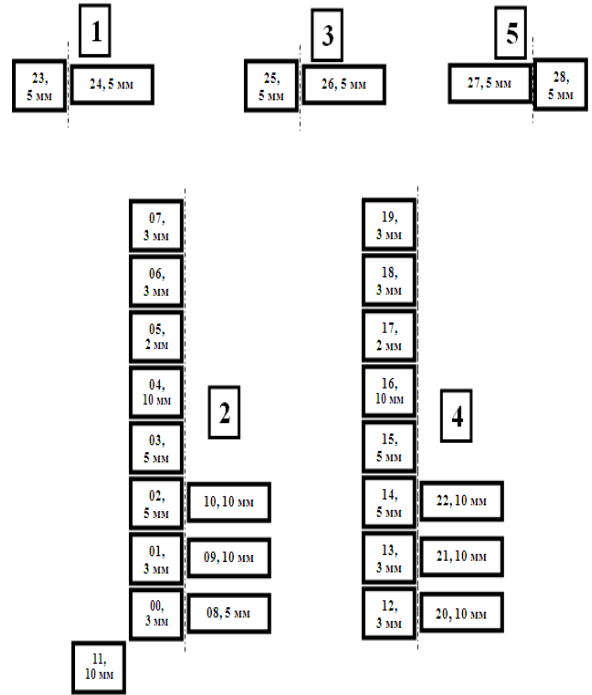 1
3
5
23,
5 мм
24, 5 мм
25,
5 мм
26, 5 мм
27, 5 мм
28,
5 мм
07,
3 мм
19,
3 мм
06,
3 мм
18,
3 мм
05,
2 мм
17,
2 мм
04,
10 мм
16,
10 мм
2
4
03,
5 мм
15,
5 мм
02,
5 мм
10, 10 мм
14,
5 мм
22, 10 мм
01,
3 мм
09, 10 мм
13,
3 мм
21, 10 мм
00,
3 мм
08, 5 мм
12,
3 мм
20, 10 мм
11,
10 мм